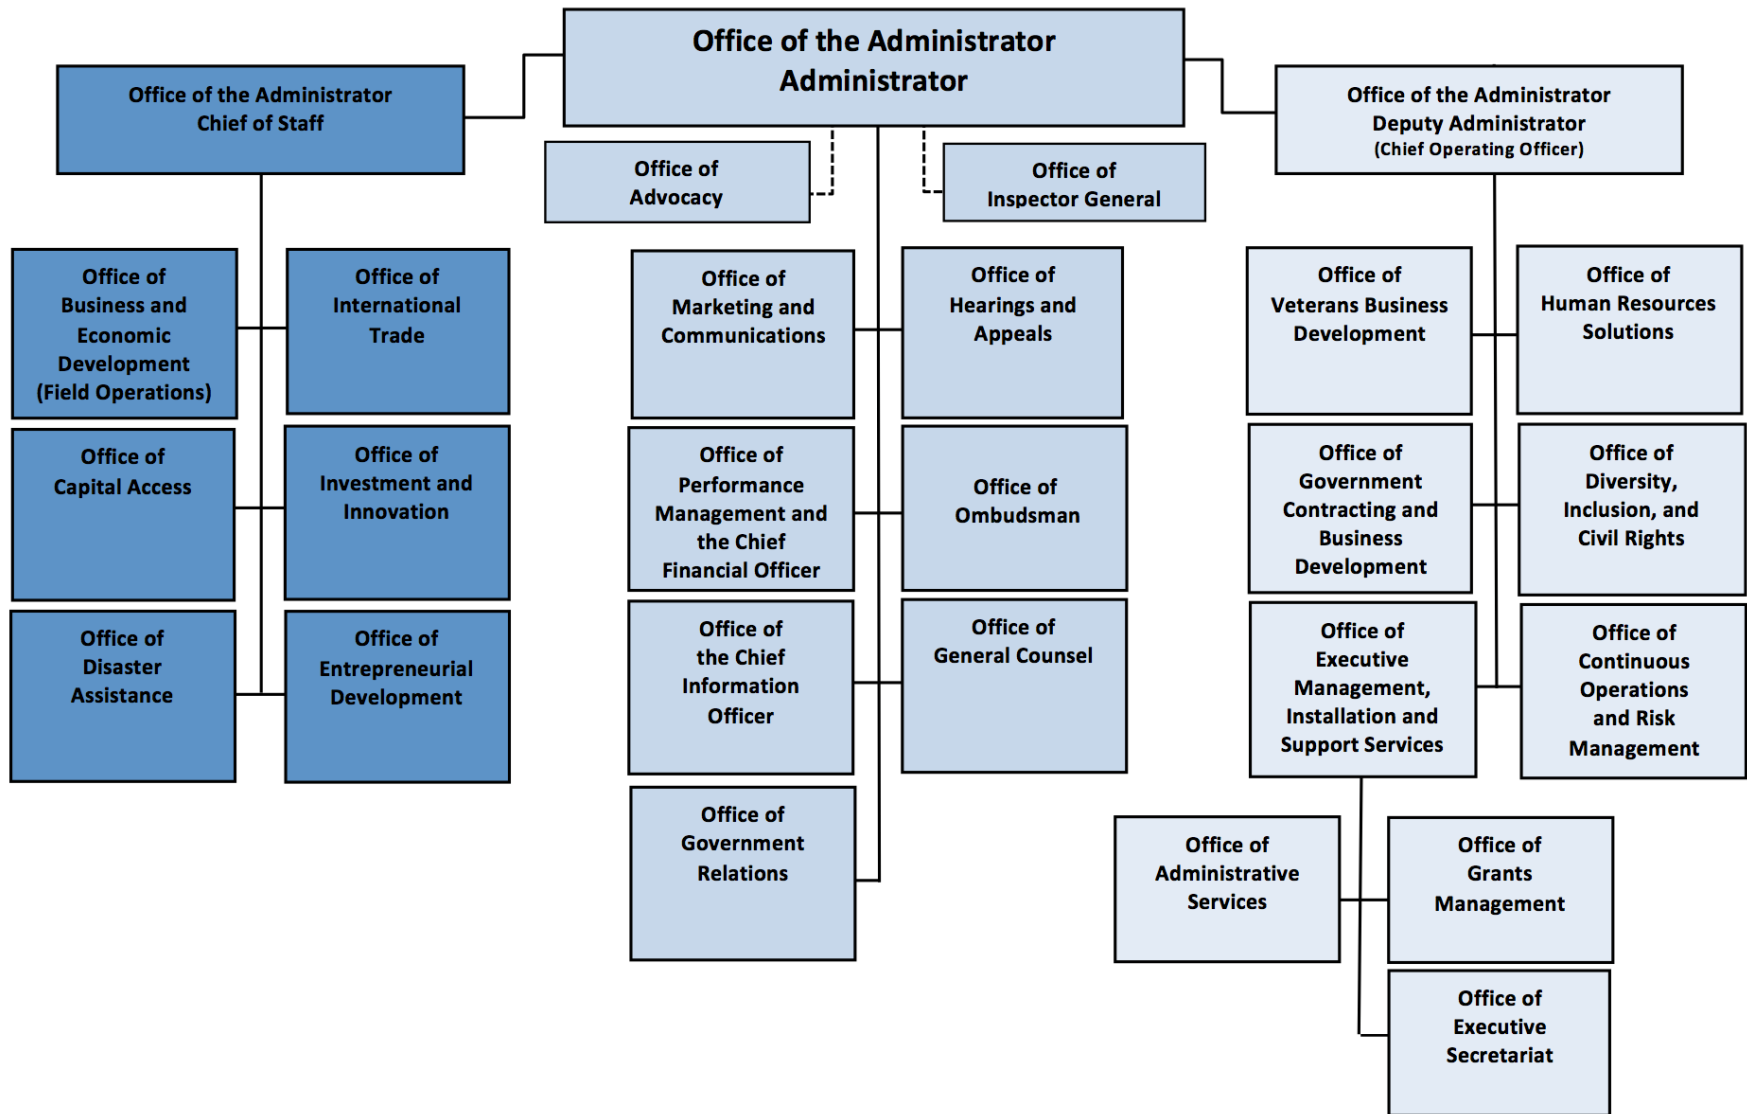 Office of the Administrator
Administrator
Office of the Administrator
Chief of Staff
Office of the Administrator
Deputy Administrator
(Chief Operating Officer)
Office of
Advocacy
Office of
Inspector General
Office of
Business and
Economic
Development
(Field Operations)
Office of
International
Trade
Office of
Capital Access
Office of
Investment and
Innovation
Office of
Disaster
Assistance
Office of
Entrepreneurial
Development
Office of
Marketing and
Communications
Office of
Hearings and
Appeals
Office of
Performance
Management and
the Chief
Financial Officer
Office of
Ombudsman
Office of
the Chief
Information
Officer
Office of
General Counsel
Office of
Government
Relations
Office of
Veterans Business
Development
Office of
Human Resources
Solutions
Office of
Government
Contracting and
Business
Development
Office of
Diversity,
Inclusion, and
Civil Rights
Office of
Executive
Management,
Installation and
Support Services
Office of
Continuous
Operations
and Risk
Management
Office of
Administrative
Services
Office of
Grants
Management
Office of
Executive
Secretariat